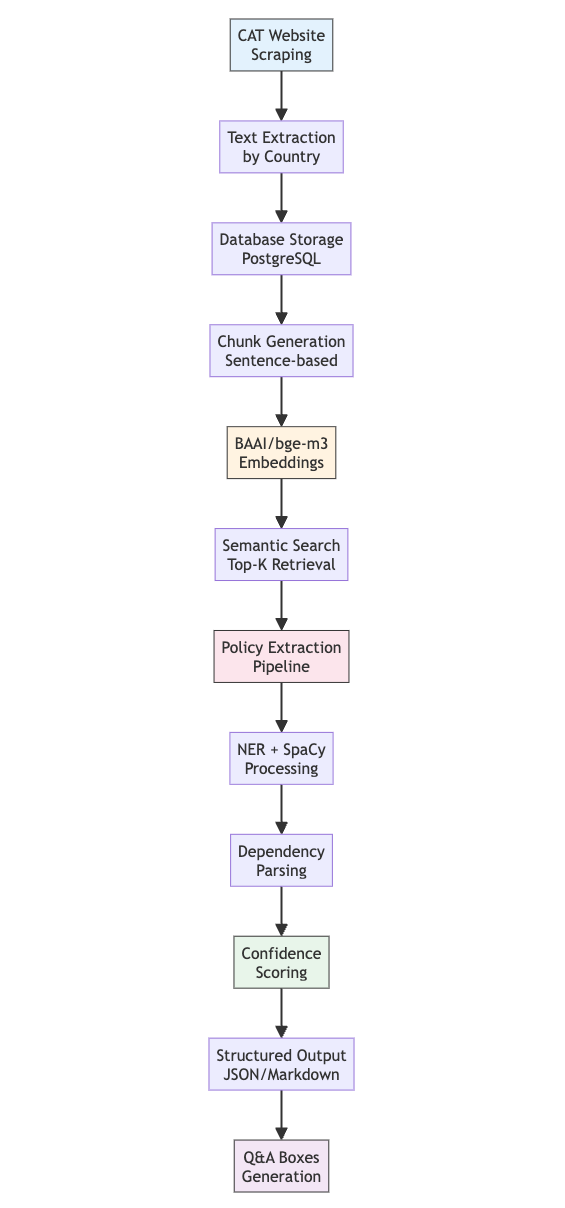 CAT Website
Scraping
Text Extraction
by Country
Database Storage
PostgreSQL
Chunk Generation
Sentence-based
BAAI/bge-m3
Embeddings
Semantic Search
Top-K Retrieval
Policy Extraction
Pipeline
NER + SpaCy
Processing
Dependency
Parsing
Confidence
Scoring
Structured Output
JSON/Markdown
Q&A Boxes
Generation